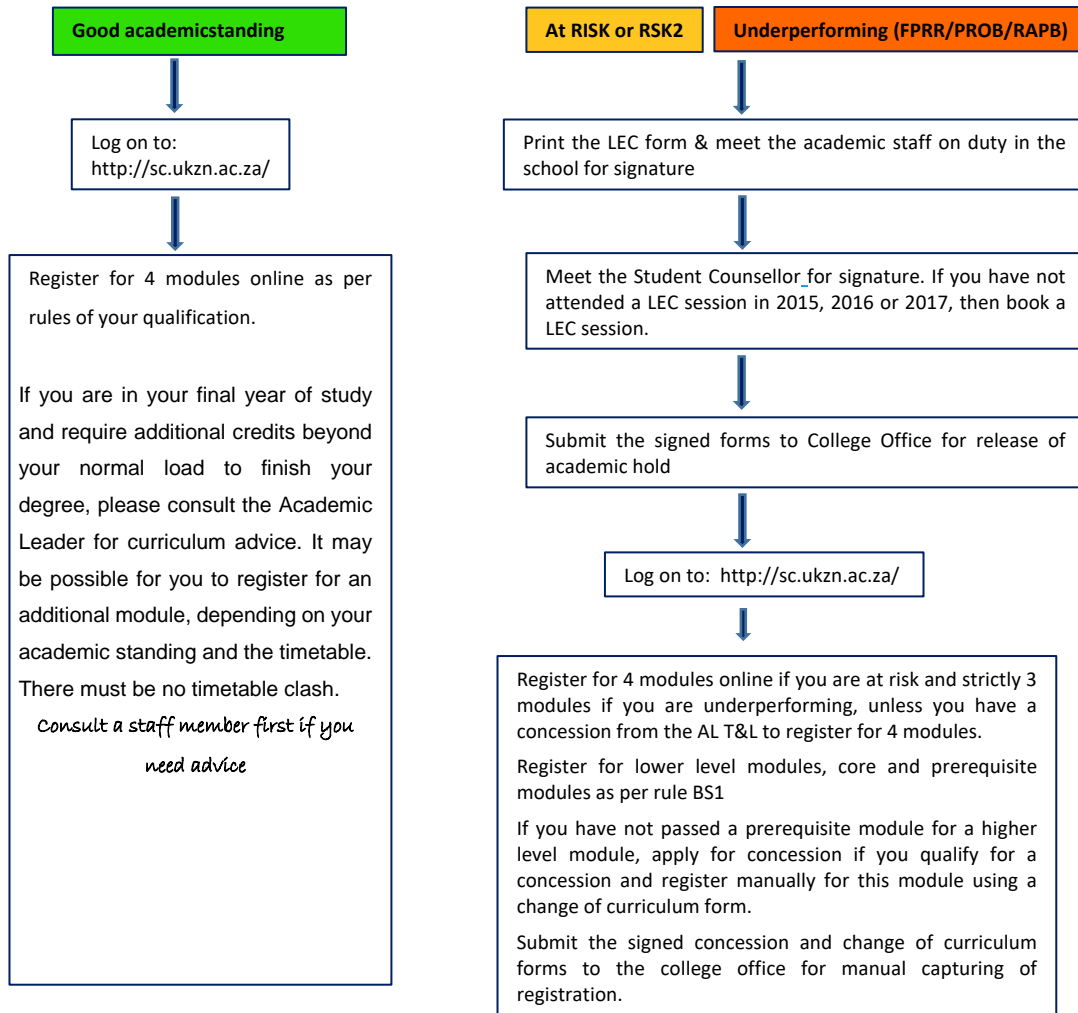 Good academicstanding
Log on to:
http://sc.ukzn.ac.za/
Register for 4 modules online as per
rules of your qualification.
If you are in your final year of study
and require additional credits beyond
your normal load to finish your
degree, please consult the Academic
Leader for curriculum advice. It may
be possible for you to register for an
additional module, depending on your
academic standing and the timetable.
There must be no timetable clash.
Consult a staff member first if you
need advice
At RISK or RSK2
Underperforming (FPRR/PROB/RAPB)
Print the LEC form & meet the academic staff on duty in the
school for signature
Meet the Student Counsellor for signature. If you have not
attended a LEC session in 2015, 2016 or 2017, then book a
LEC session.
Submit the signed forms to College Office for release of
academic hold
Log on to: http://sc.ukzn.ac.za/
Register for 4 modules online if you are at risk and strictly 3
modules if you are underperforming, unless you have a
concession from the AL T&L to register for 4 modules.
Register for lower level modules, core and prerequisite
modules as per rule BS1
If you have not passed a prerequisite module for a higher
level module, apply for concession if you qualify for a
concession and register manually for this module using a
change of curriculum form.
Submit the signed concession and change of curriculum
forms to the college office for manual capturing of
registration.